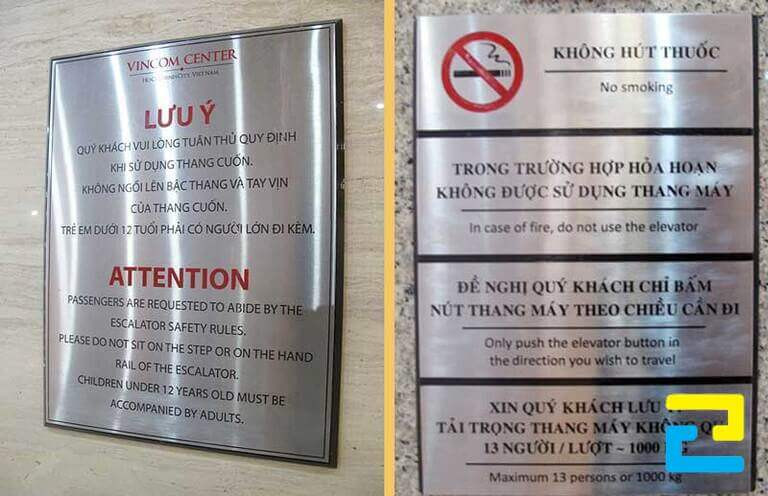 VINCOM CENTER
HO CHI MINH CITY, VIET NAM
LƯU Ý
QUÝ KHÁCH VUI LÒNG TUÂN THỦ QUY ĐỊNH
KHI SỬ DỤNG THANG CUỐN.
KHÔNG NGỒI LÊN BẬC THANG VÀ TAY VỊN
CỦA THANG CUỐN.
TRẺ EM DƯỚI 12 TUỔI PHẢI CÓ NGƯỜI LỚN ĐI KÈM.
ATTENTION
PASSENGERS ARE REQUESTED TO ABIDE BY THE
ESCALATOR SAFETY RULES.
PLEASE DO NOT SIT ON THE STEP OR ON THE HAND
RAIL OF THE ESCALATOR.
CHILDREN UNDER 12 YEARS OLD MUST BE
ACCOMPANIED BY ADULTS.
KHÔNG HÚT THUỐC
No smoking
TRONG TRƯỜNG HỢP HỎA HOẠN
KHÔNG ĐƯỢC SỬ DỤNG THANG MÁY
In case of fire, do not use the elevator
ĐỀ NGHỊ QUÝ KHÁCH CHỈ BẤM
NÚT THANG MÁY THEO CHIỀU CẦN ĐI
Only push the elevator button in
the direction you wish to travel
XIN QUÝ KHÁCH LƯU
TẢI TRỌNG THANG MÁY KHÔNG
13 NGƯỜI / LƯỢT ~ 1000
Maximum 13 persons or 1000 kg